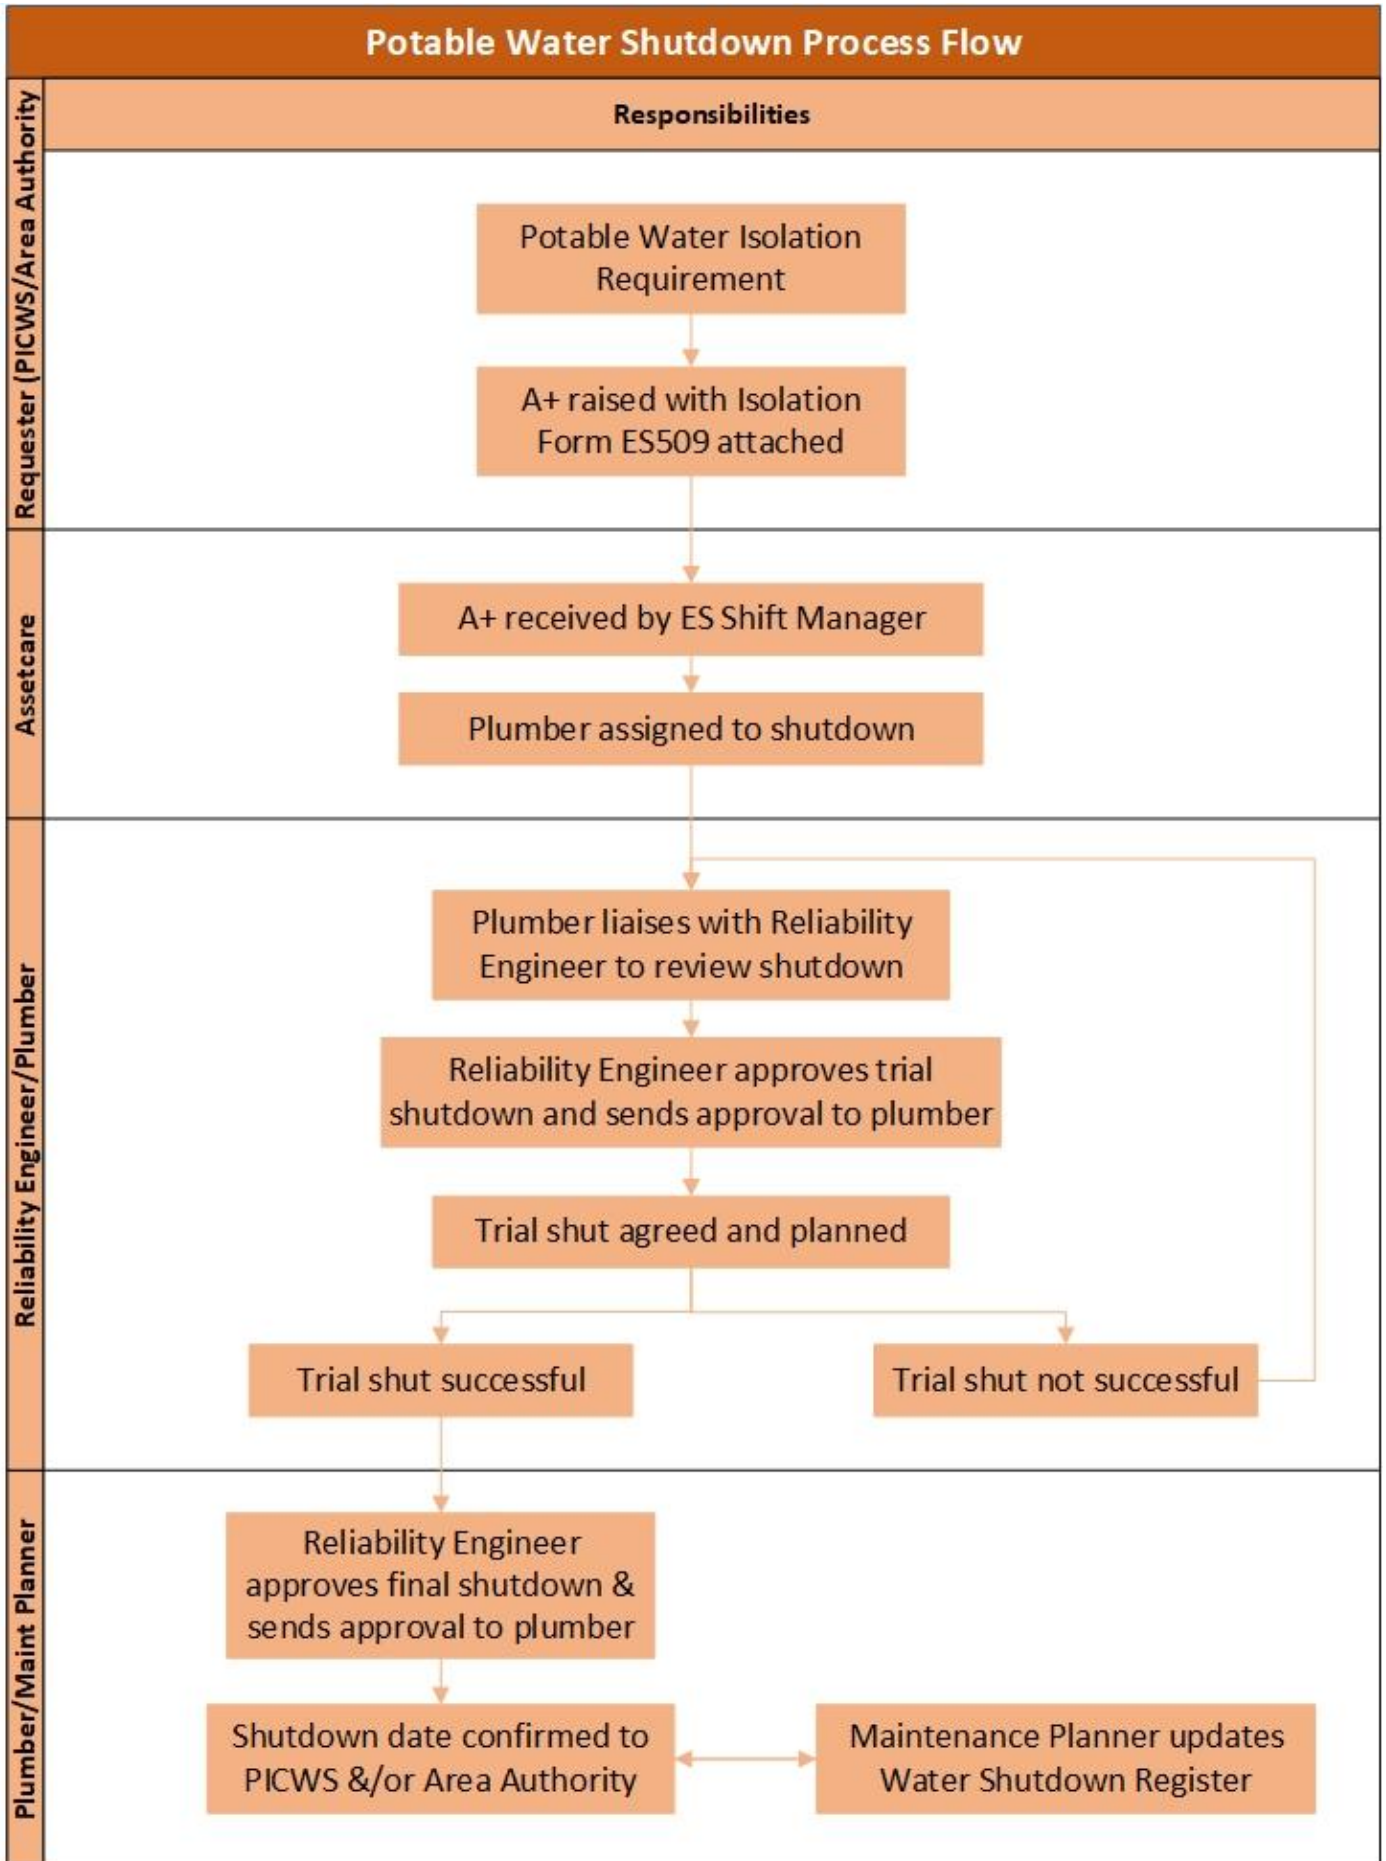 Potable Water Shutdown Process Flow
Responsibilities
Requester (PICWS/Area Authority
Potable Water Isolation
Requirement
A+ raised with Isolation
Form ES509 attached
Assetcare
A+ received by ES Shift Manager
Plumber assigned to shutdown
Reliability Engineer/Plumber
Plumber liaises with Reliability
Engineer to review shutdown
Reliability Engineer approves trial
shutdown and sends approval to plumber
Trial shut agreed and planned
Trial shut successful
Trial shut not successful
Plumber/Maint Planner
Reliability Engineer
approves final shutdown &
sends approval to plumber
Shutdown date confirmed to
PICWS &/or Area Authority
Maintenance Planner updates
Water Shutdown Register